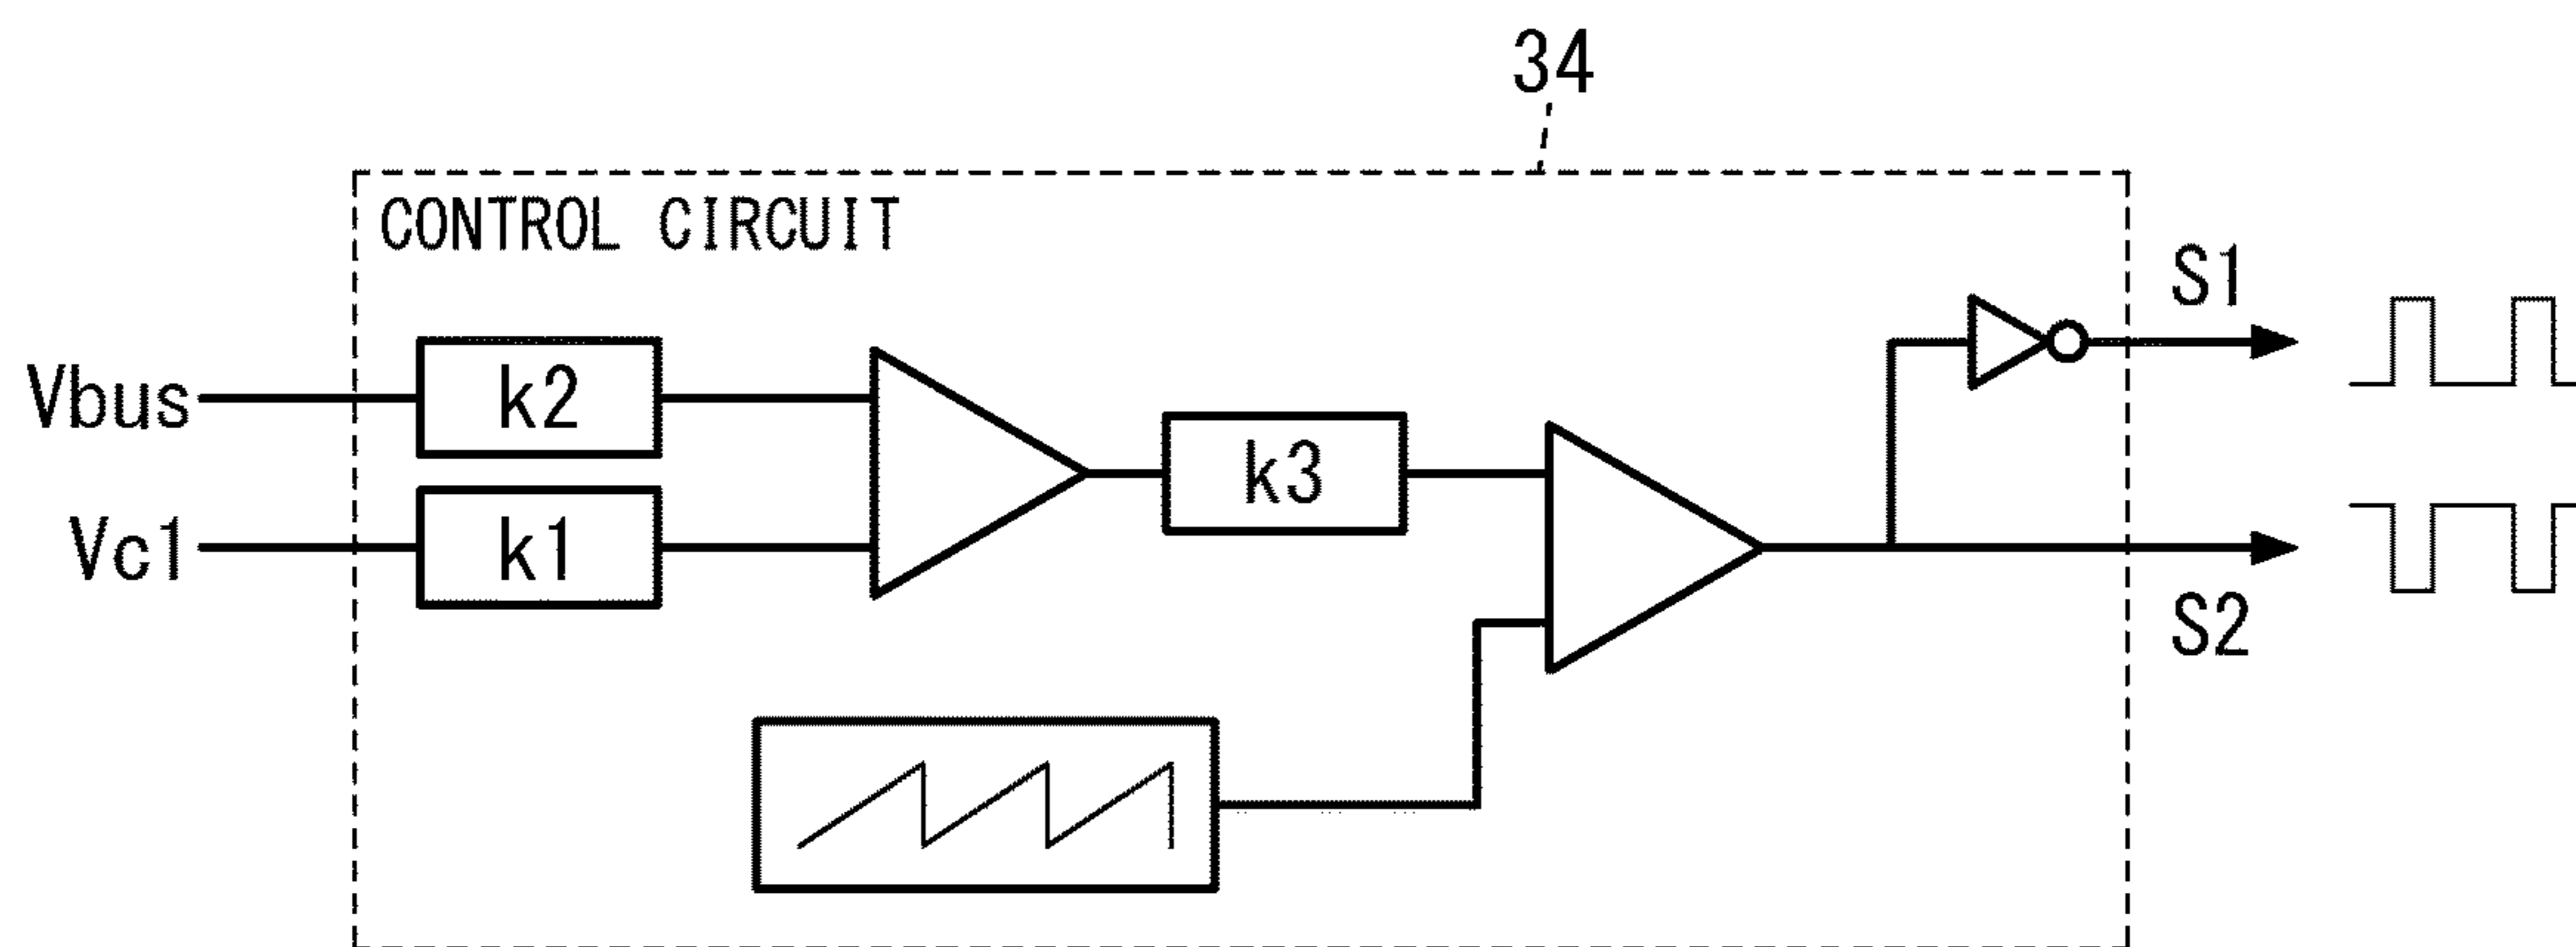 34
CONTROL CIRCUIT
S1
Vbus
k2
k3
Vc1
k1
S2